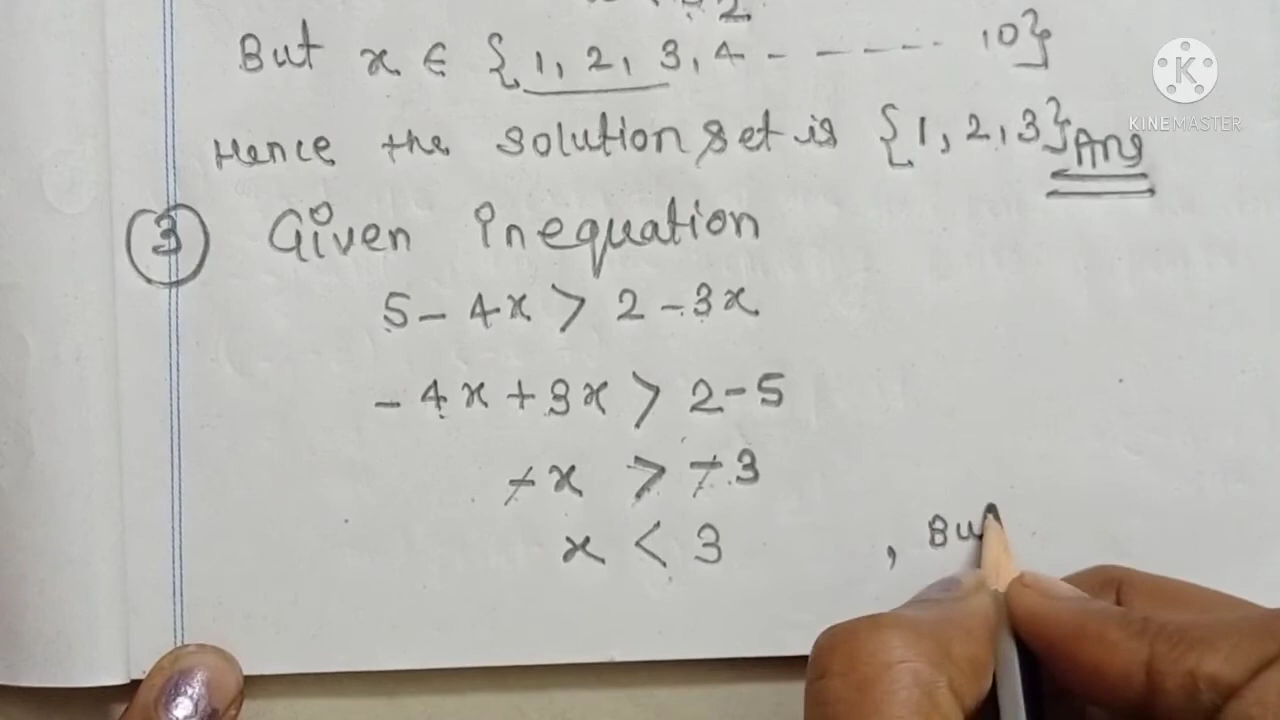 2
But x ∈ {1, 2, 3, 4 - - - - - - 10}
K
KINEMASTER
Hence the solution set is {1, 2, 3} Ans
3 Given inequation
5 - 4x > 2 - 3x
- 4x + 3x > 2 - 5
-x > -3
x < 3 , Bu